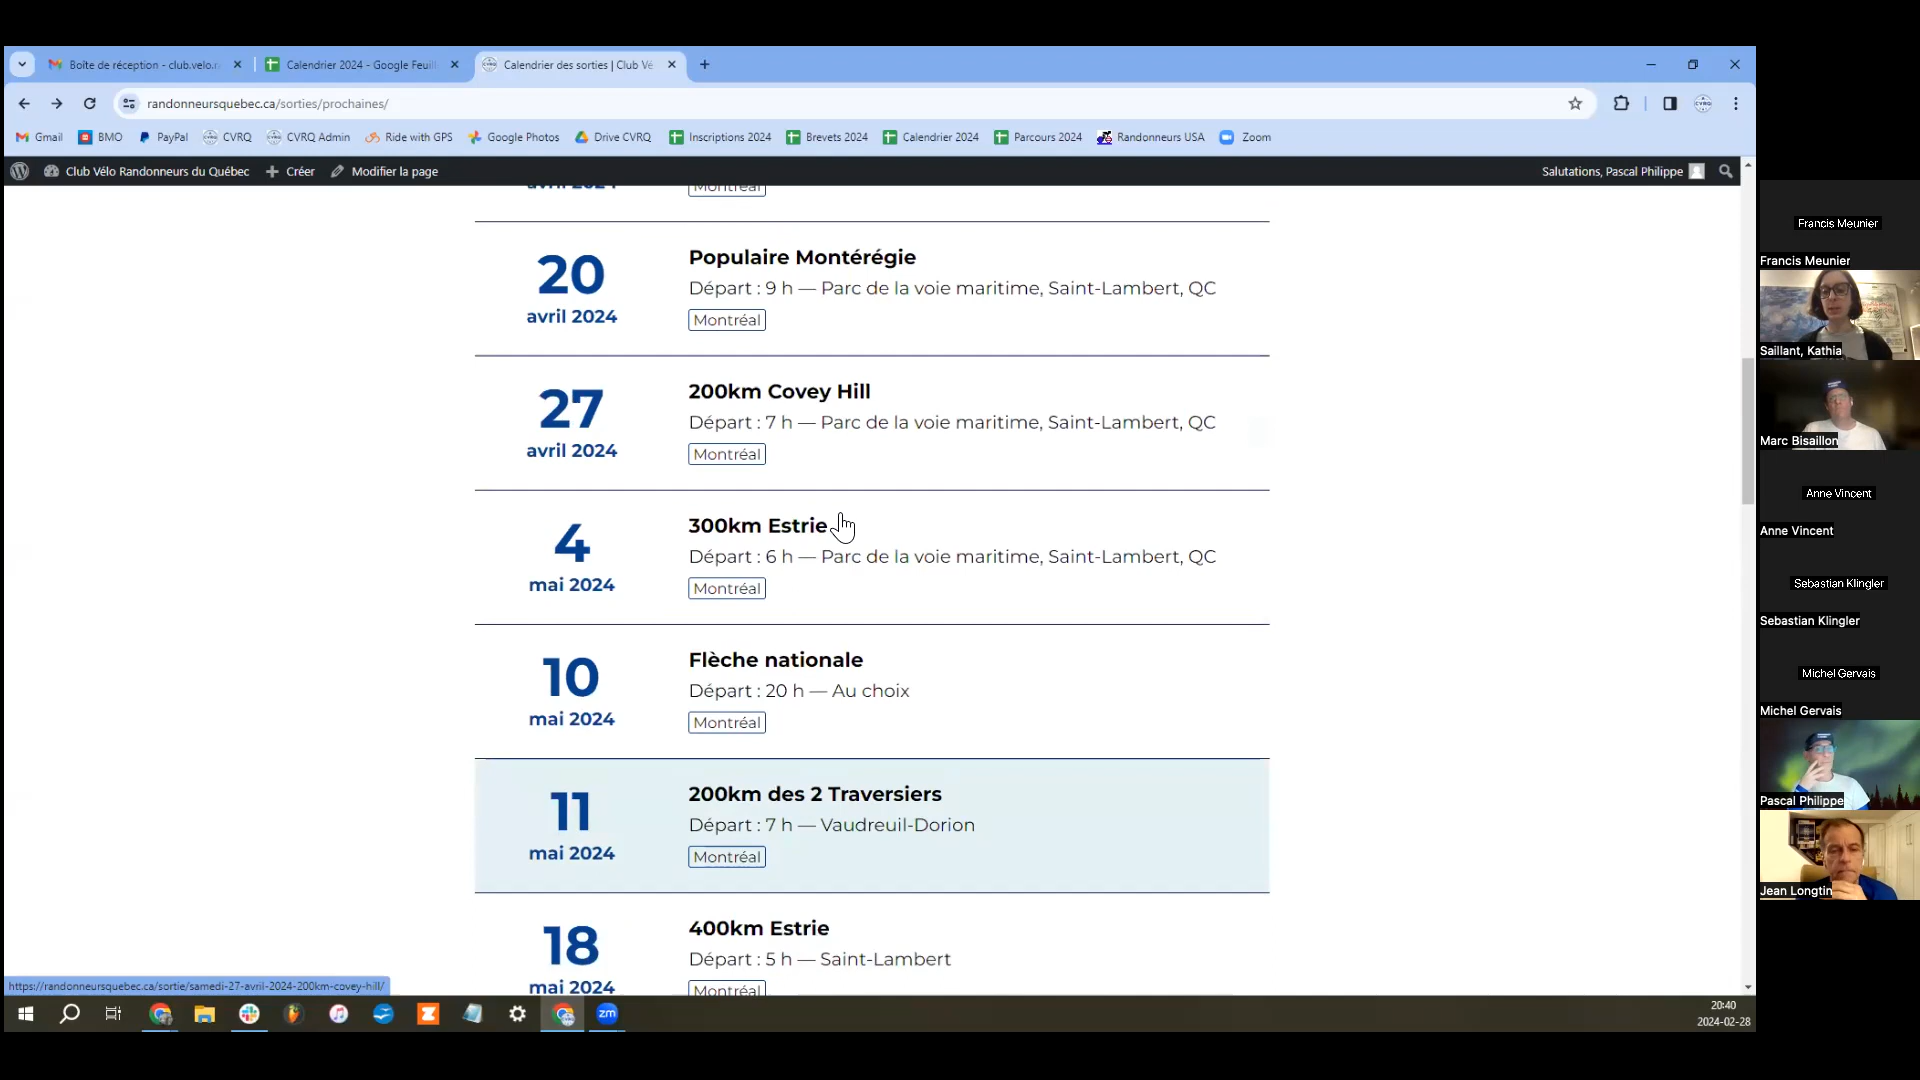 Boîte de réception - club.velo.r
Calendrier 2024 - Google Feuill
Calendrier des sorties | Club Vé
randonneursquebec.ca/sorties/prochaines/
Gmail
BMO
PayPal
CVRQ
CVRQ Admin
Ride with GPS
Google Photos
Drive CVRQ
Inscriptions 2024
Brevets 2024
Calendrier 2024
Parcours 2024
Randonneurs USA
Zoom
Club Vélo Randonneurs du Québec
Créer
Modifier la page
Salutations, Pascal Philippe
avril 2024
Montréal
20
avril 2024
Populaire Montérégie
Départ : 9 h — Parc de la voie maritime, Saint-Lambert, QC
Montréal
27
avril 2024
200km Covey Hill
Départ : 7 h — Parc de la voie maritime, Saint-Lambert, QC
Montréal
4
mai 2024
300km Estrie
Départ : 6 h — Parc de la voie maritime, Saint-Lambert, QC
Montréal
10
mai 2024
Flèche nationale
Départ : 20 h — Au choix
Montréal
11
mai 2024
200km des 2 Traversiers
Départ : 7 h — Vaudreuil-Dorion
Montréal
18
mai 2024
400km Estrie
Départ : 5 h — Saint-Lambert
Montréal
https://randonneursquebec.ca/sortie/samedi-27-avril-2024-200km-covey-hill/
zm
20:40
2024-02-28
Francis Meunier
Francis Meunier
Saillant, Kathia
Marc Bisaillon
Anne Vincent
Anne Vincent
Sebastian Klingler
Sebastian Klingler
Michel Gervais
Michel Gervais
Pascal Philippe
Jean Longtin